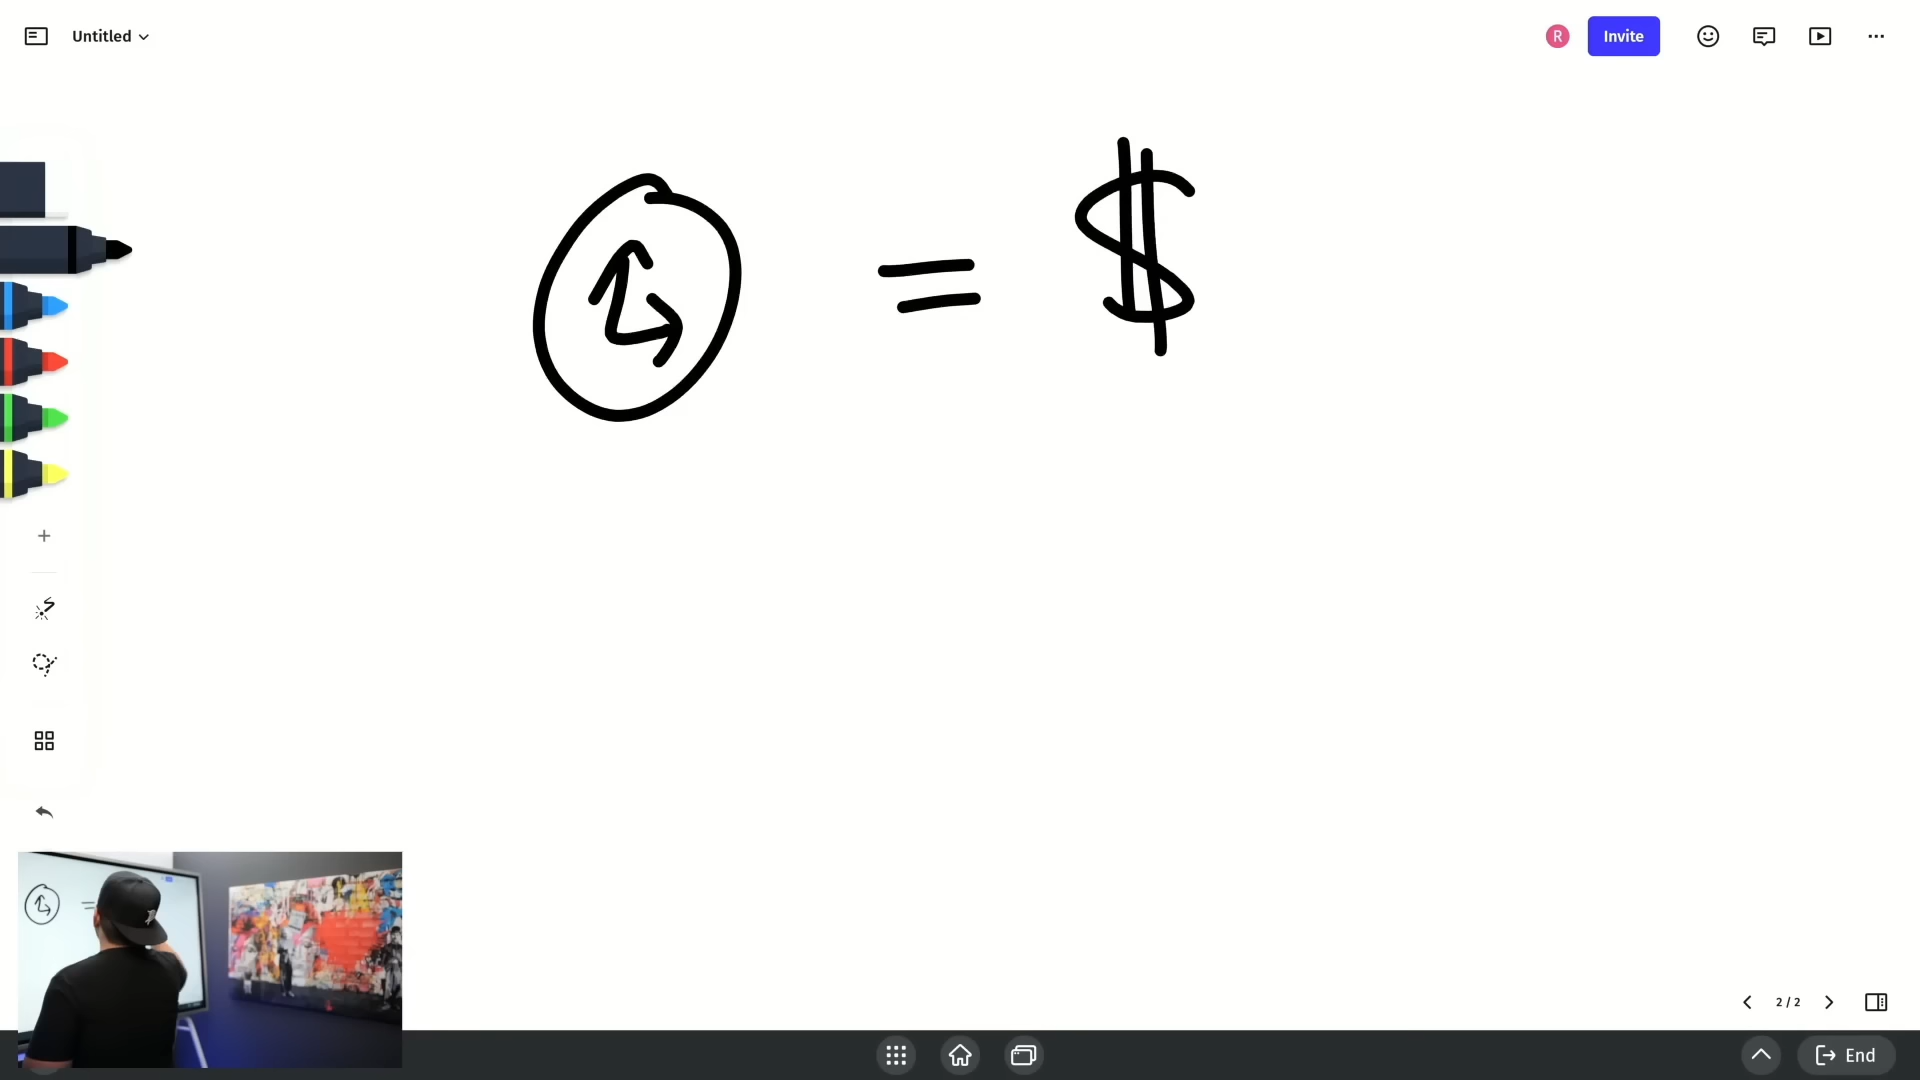 Untitled
R
Invite
= $
2 / 2
End